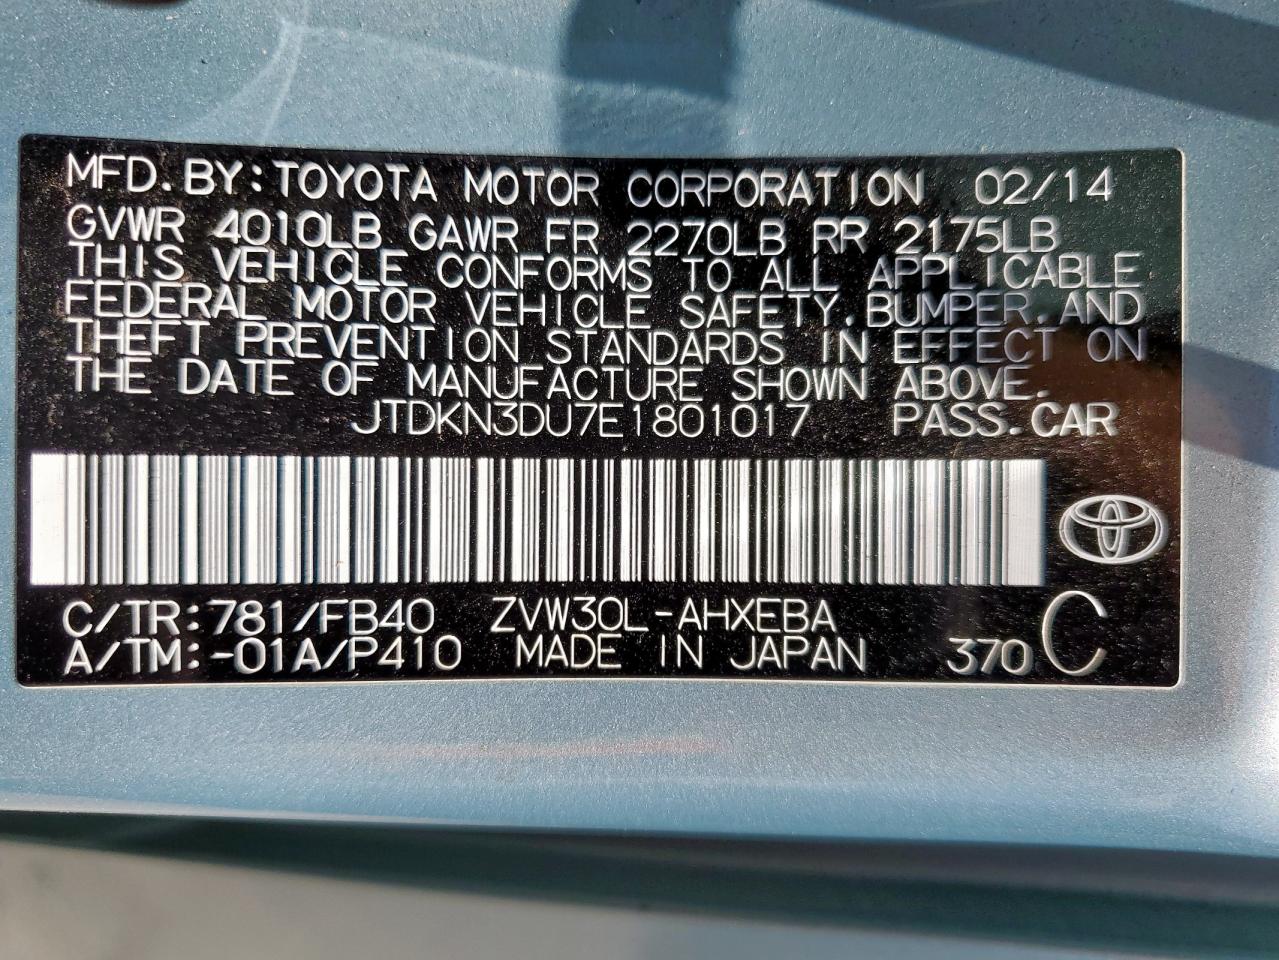 MFD.BY:TOYOTA MOTOR CORPORATION 02/14
GVWR 4010LB GAWR FR 2270LB RR 2175LB
THIS VEHICLE CONFORMS TO ALL APPLICABLE
FEDERAL MOTOR VEHICLE SAFETY,BUMPER,AND
THEFT PREVENTION STANDARDS IN EFFECT ON
THE DATE OF MANUFACTURE SHOWN ABOVE.
JTDKN3DU7E1801017 PASS.CAR
C/TR:781/FB40 ZVW30L-AHXEBA
A/TM:-01A/P410 MADE IN JAPAN 370 C